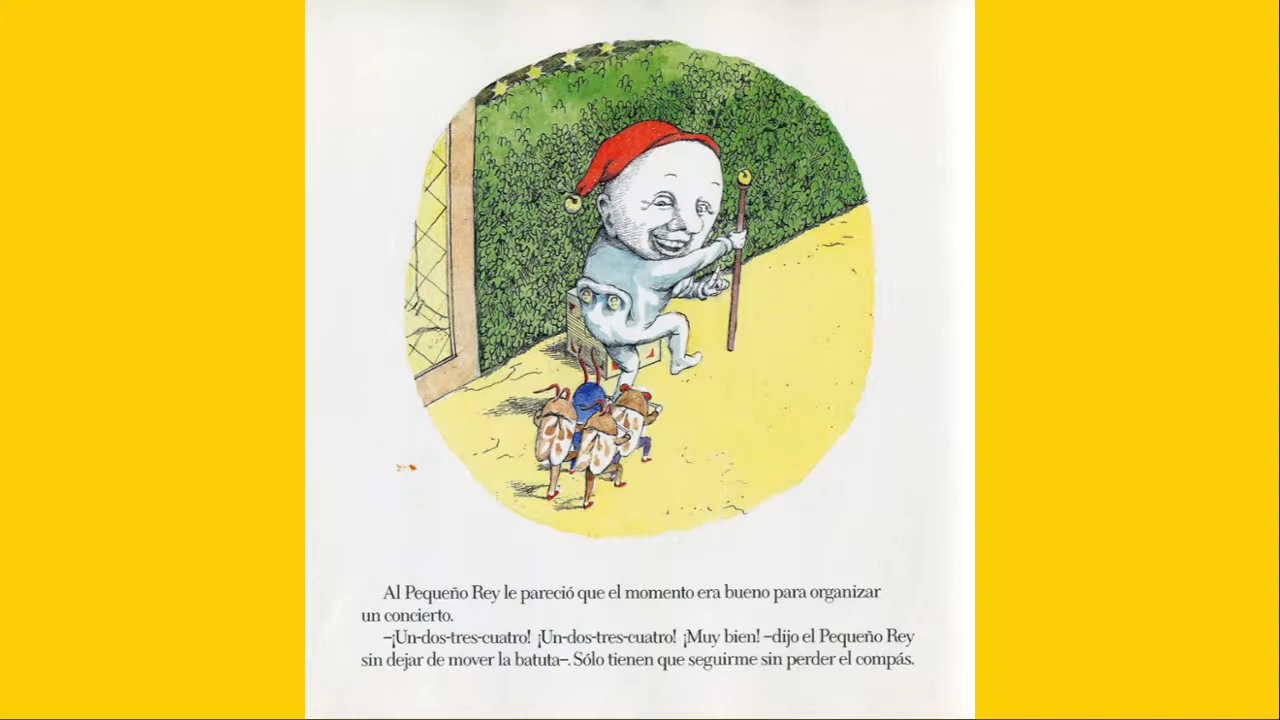 Al Pequeño Rey le pareció que el momento era bueno para organizar
un concierto.
–¡Un-dos-tres-cuatro! ¡Un-dos-tres-cuatro! ¡Muy bien! –dijo el Pequeño Rey
sin dejar de mover la batuta–. Sólo tienen que seguirme sin perder el compás.